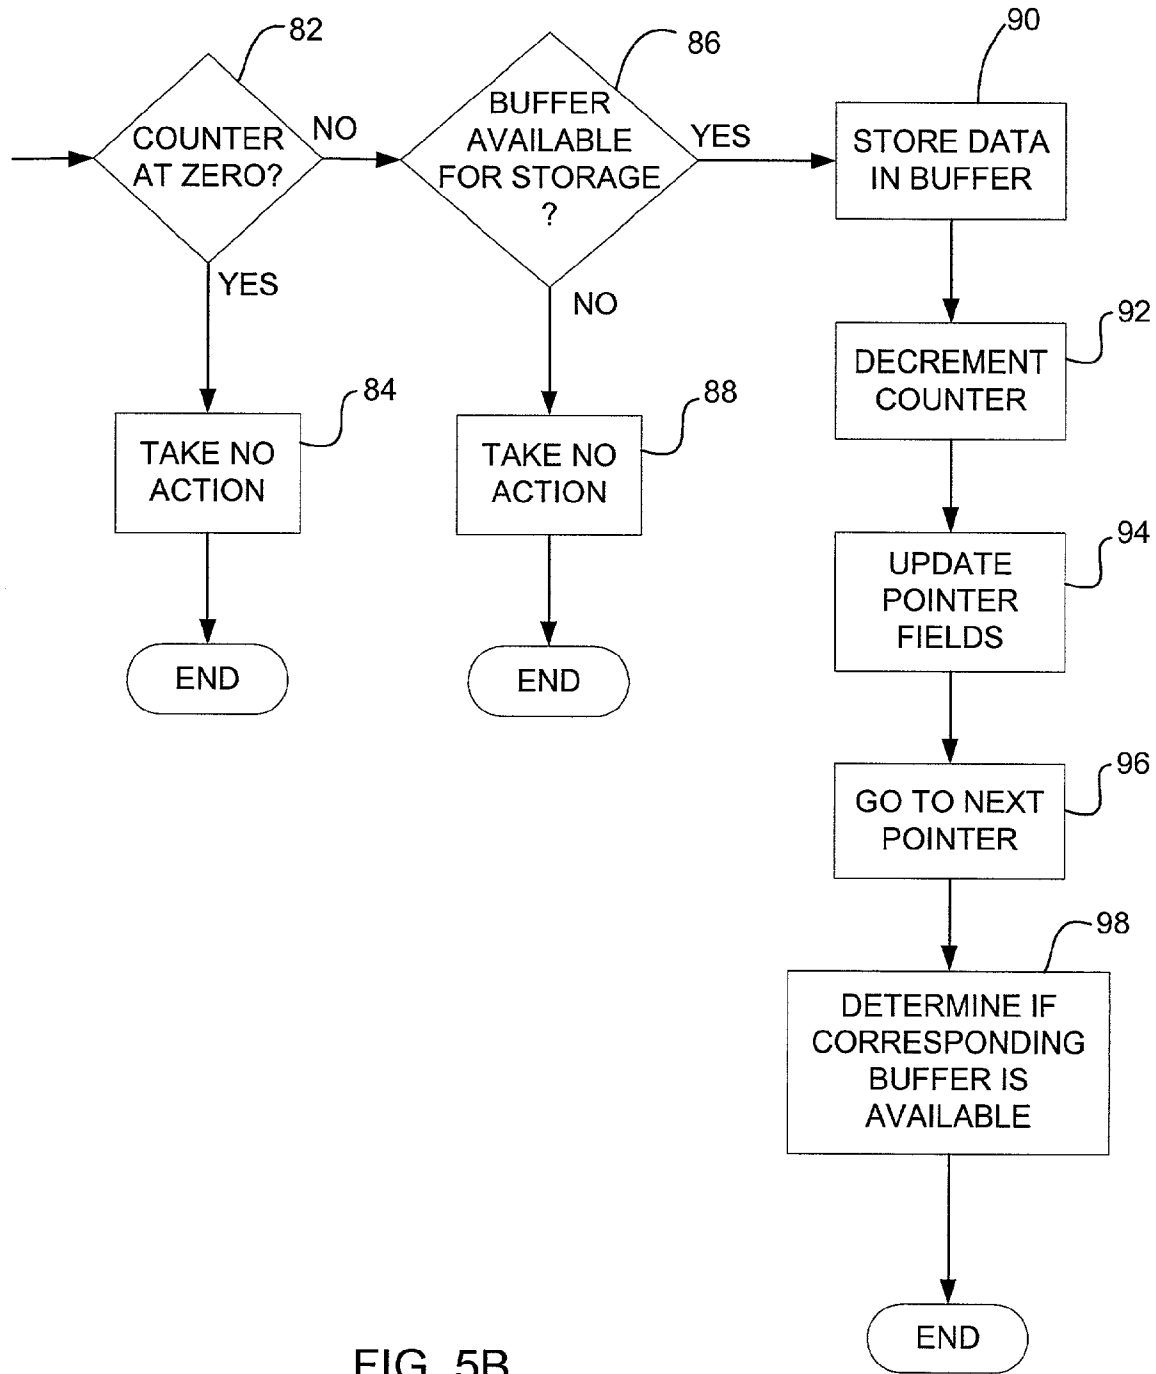 82
COUNTER
AT ZERO?
NO
YES
84
TAKE NO
ACTION
END
86
BUFFER
AVAILABLE
FOR STORAGE
?
YES
NO
88
TAKE NO
ACTION
END
90
STORE DATA
IN BUFFER
92
DECREMENT
COUNTER
94
UPDATE
POINTER
FIELDS
96
GO TO NEXT
POINTER
98
DETERMINE IF
CORRESPONDING
BUFFER IS
AVAILABLE
END
FIG. 5B